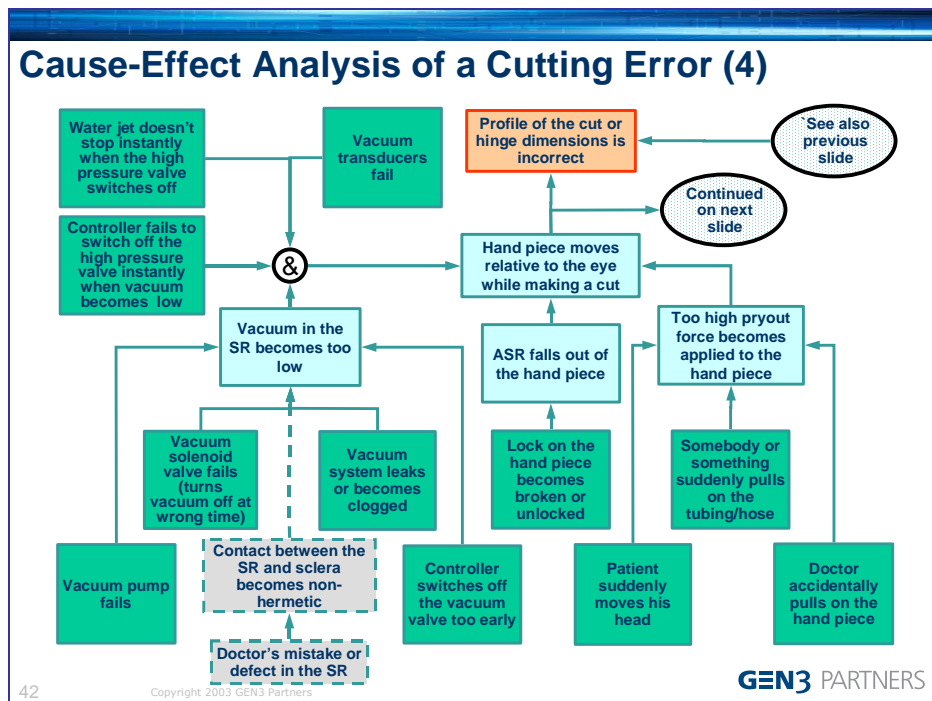 Cause-Effect Analysis of a Cutting Error (4)
Water jet doesn't
stop instantly
when the high
pressure valve
switches off
Vacuum
transducers
fail
Profile of the cut or
hinge dimensions is
incorrect
`See also
previous
slide
Continued
on next
slide
Controller fails to
switch off the
high pressure
valve instantly
when vacuum
becomes low
&
Hand piece moves
relative to the eye
while making a cut
Vacuum in the
SR becomes too
low
ASR falls out of
the hand piece
Too high pryout
force becomes
applied to the
hand piece
Vacuum
solenoid
valve fails
(turns
vacuum off at
wrong time)
Vacuum
system leaks
or becomes
clogged
Lock on the
hand piece
becomes
broken or
unlocked
Somebody or
something
suddenly pulls
on the
tubing/hose
Vacuum pump
fails
Contact between the
SR and sclera
becomes non-
hermetic
Controller
switches off
the vacuum
valve too early
Patient
suddenly
moves his
head
Doctor
accidentally
pulls on the
hand piece
Doctor's mistake or
defect in the SR
42
Copyright 2003 GEN3 Partners
GEN3 PARTNERS